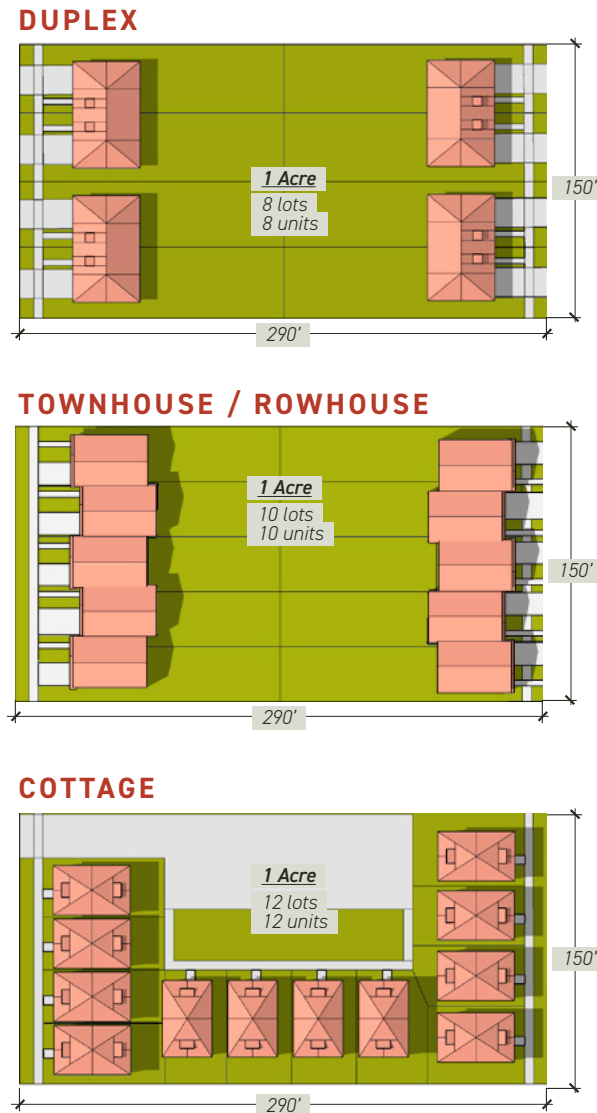 DUPLEX
1 Acre
8 lots
8 units
150'
290'
TOWNHOUSE / ROWHOUSE
1 Acre
10 lots
10 units
150'
290'
COTTAGE
1 Acre
12 lots
12 units
150'
290'